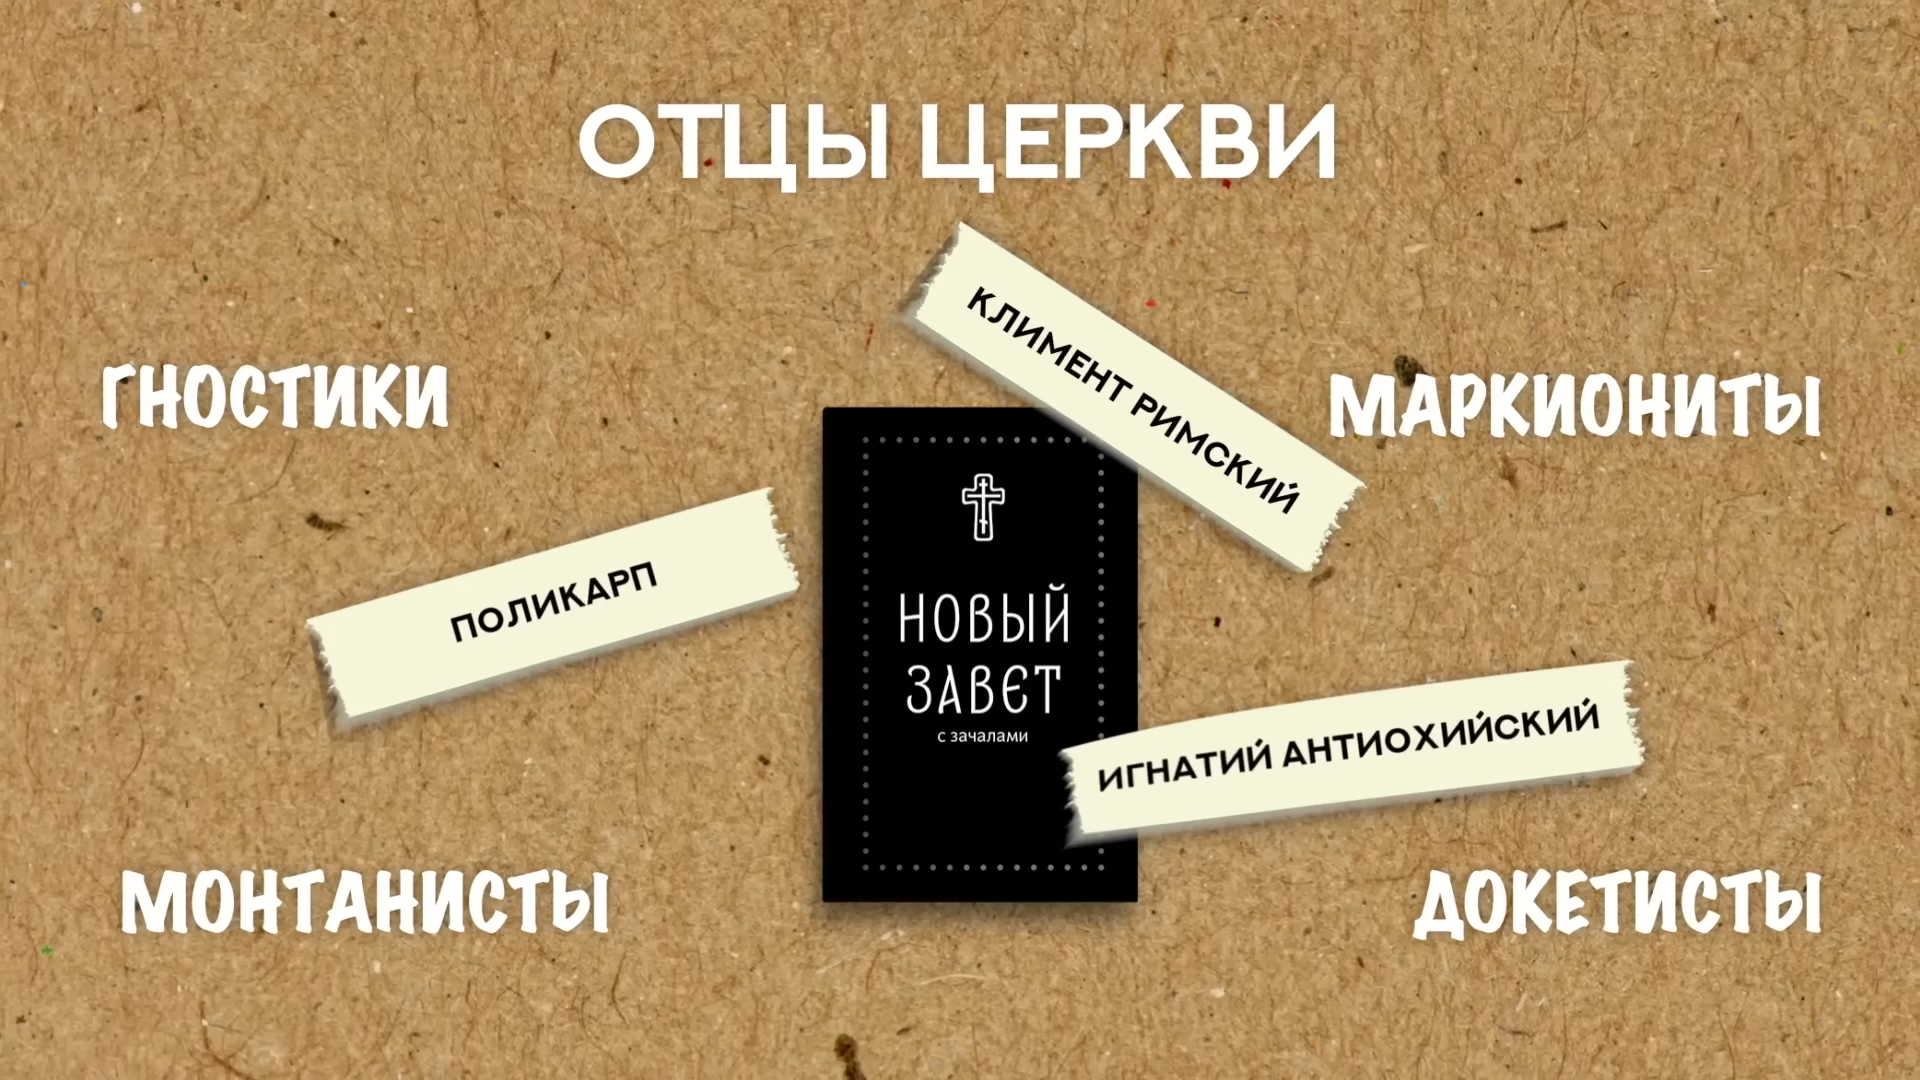 ОТЦЫ ЦЕРКВИ
КЛИМЕНТ РИМСКИЙ
ГНОСТИКИ
МАРКИОНИТЫ
ПОЛИКАРП
НОВЫЙ
ЗАВЕТ
с зачалами
ИГНАТИЙ АНТИОХИЙСКИЙ
МОНТАНИСТЫ
ДОКЕТИСТЫ